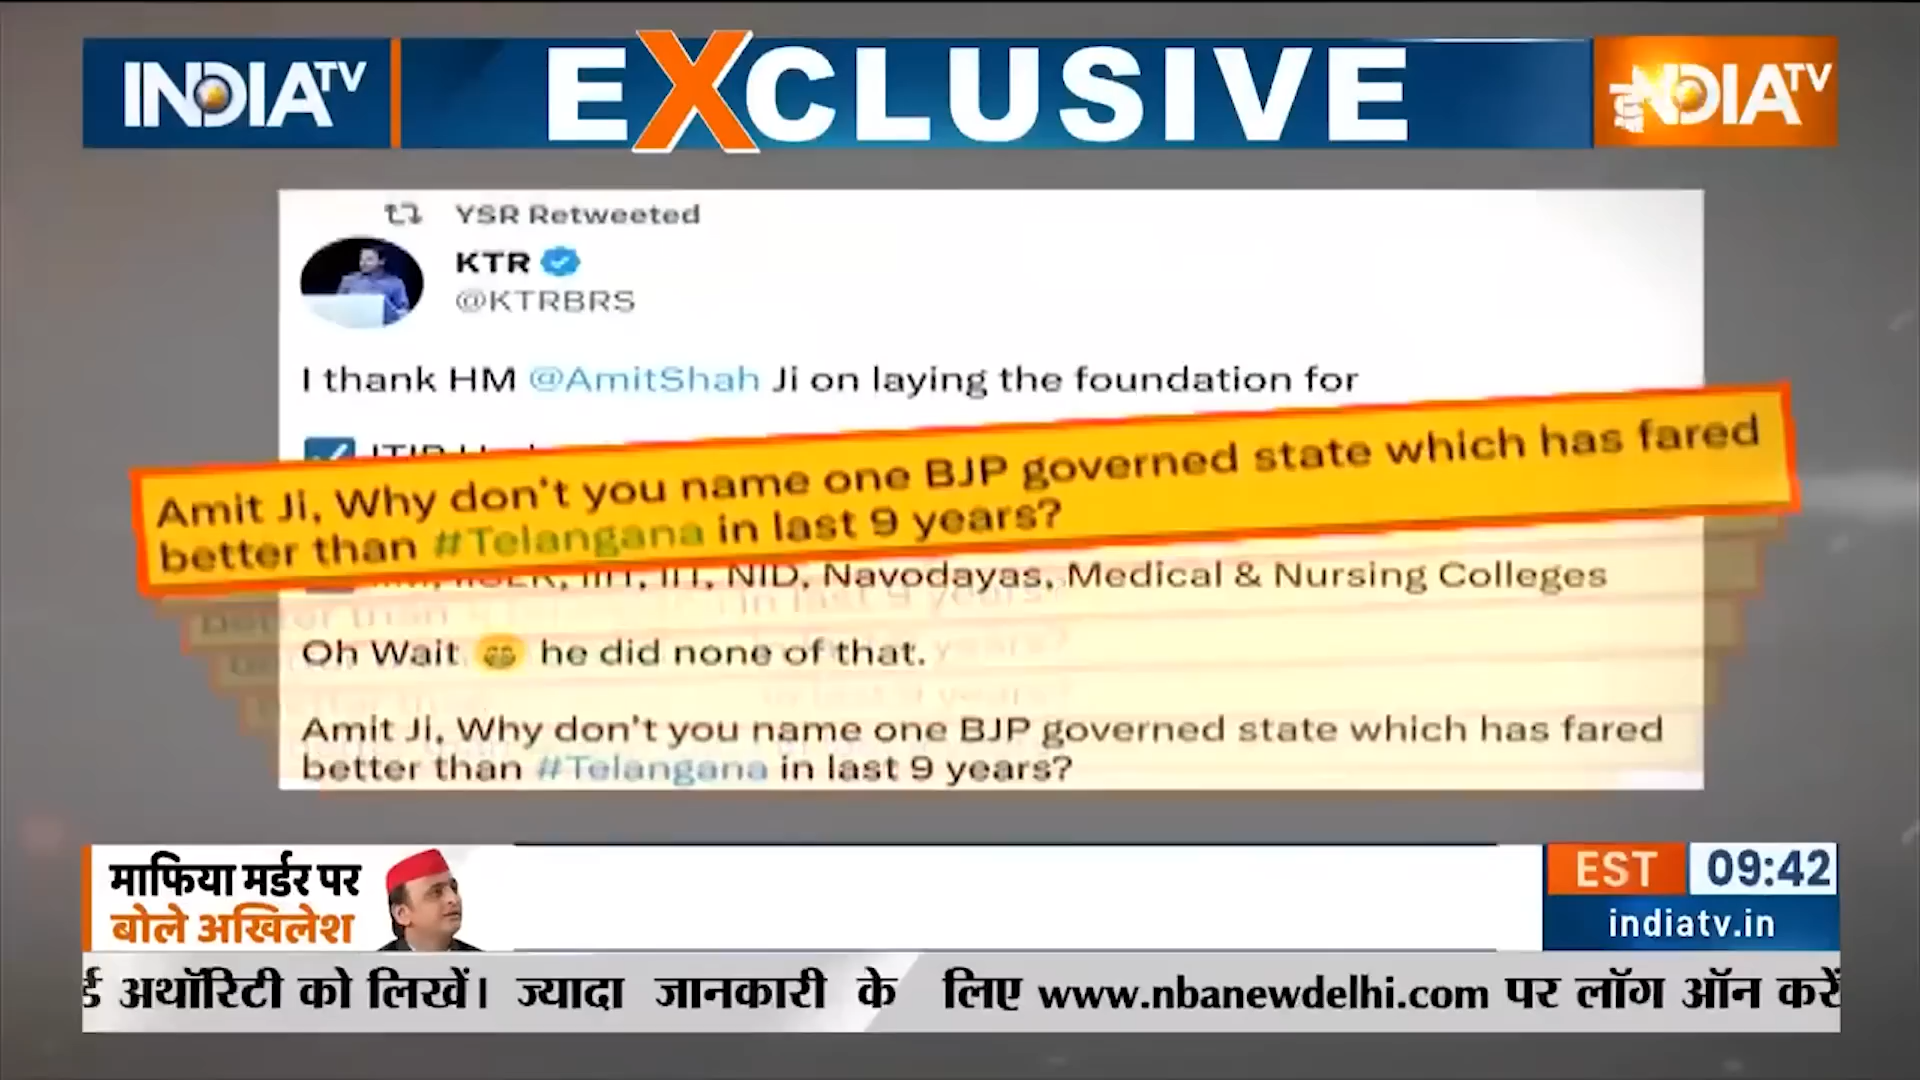 INDIA TV
EXCLUSIVE
INDIA TV
YSR Retweeted
KTR
@KTRBRS
I thank HM @AmitShah Ji on laying the foundation for
Amit Ji, Why don't you name one BJP governed state which has fared
better than #Telangana in last 9 years?
NID, Navodayas, Medical & Nursing Colleges
Oh Wait he did none of that.
Amit Ji, Why don't you name one BJP governed state which has fared
better than #Telangana in last 9 years?
माफिया मर्डर पर
बोले अखिलेश
EST 09:42
indiatv.in
र्ड अथॉरिटी को लिखें। ज्यादा जानकारी के लिए www.nbanewdelhi.com पर लॉग ऑन करें